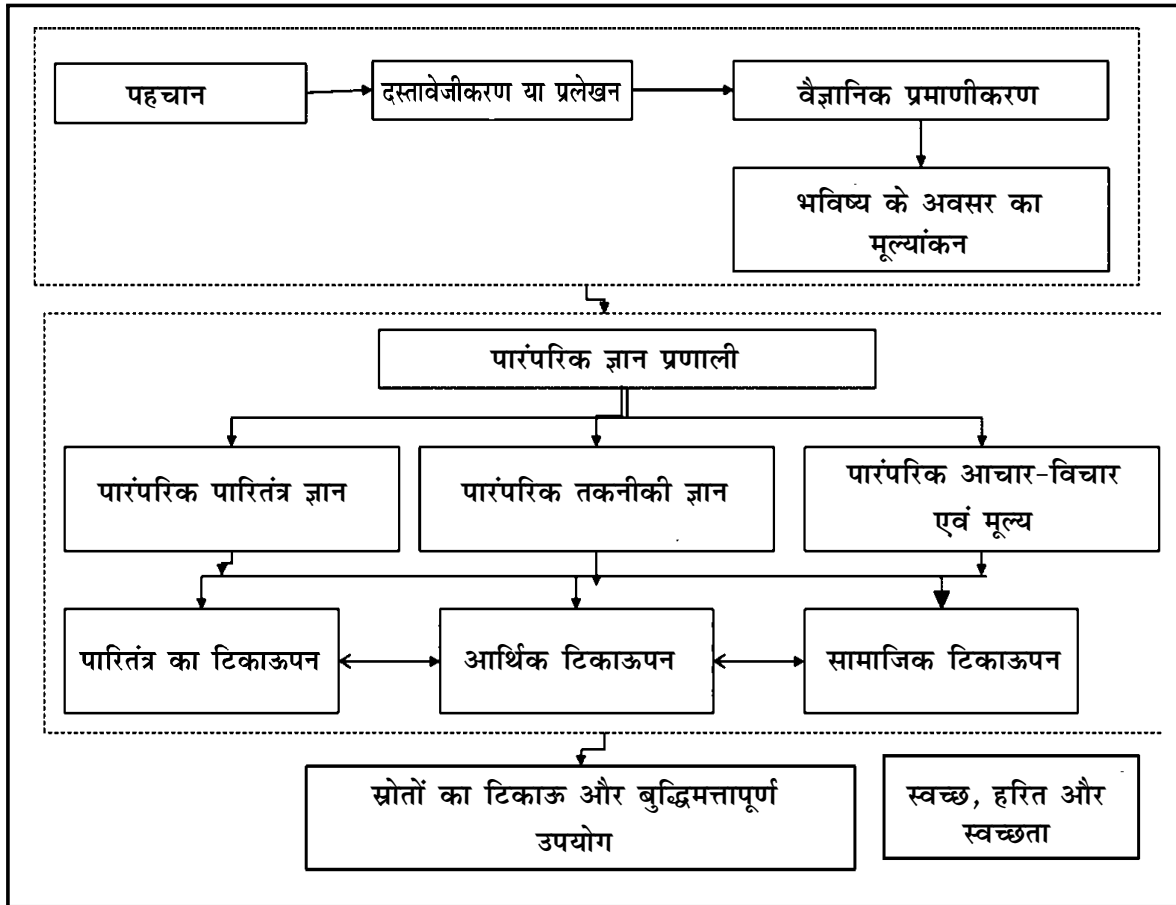 पहचान
दस्तावेजीकरण या प्रलेखन
वैज्ञानिक प्रमाणीकरण
भविष्य के अवसर का
मूल्यांकन
पारंपरिक ज्ञान प्रणाली
पारंपरिक पारितंत्र ज्ञान
पारंपरिक तकनीकी ज्ञान
पारंपरिक आचार-विचार
एवं मूल्य
पारितंत्र का टिकाऊपन
आर्थिक टिकाऊपन
सामाजिक टिकाऊपन
स्रोतों का टिकाऊ और बुद्धिमत्तापूर्ण
उपयोग
स्वच्छ, हरित और
स्वच्छता